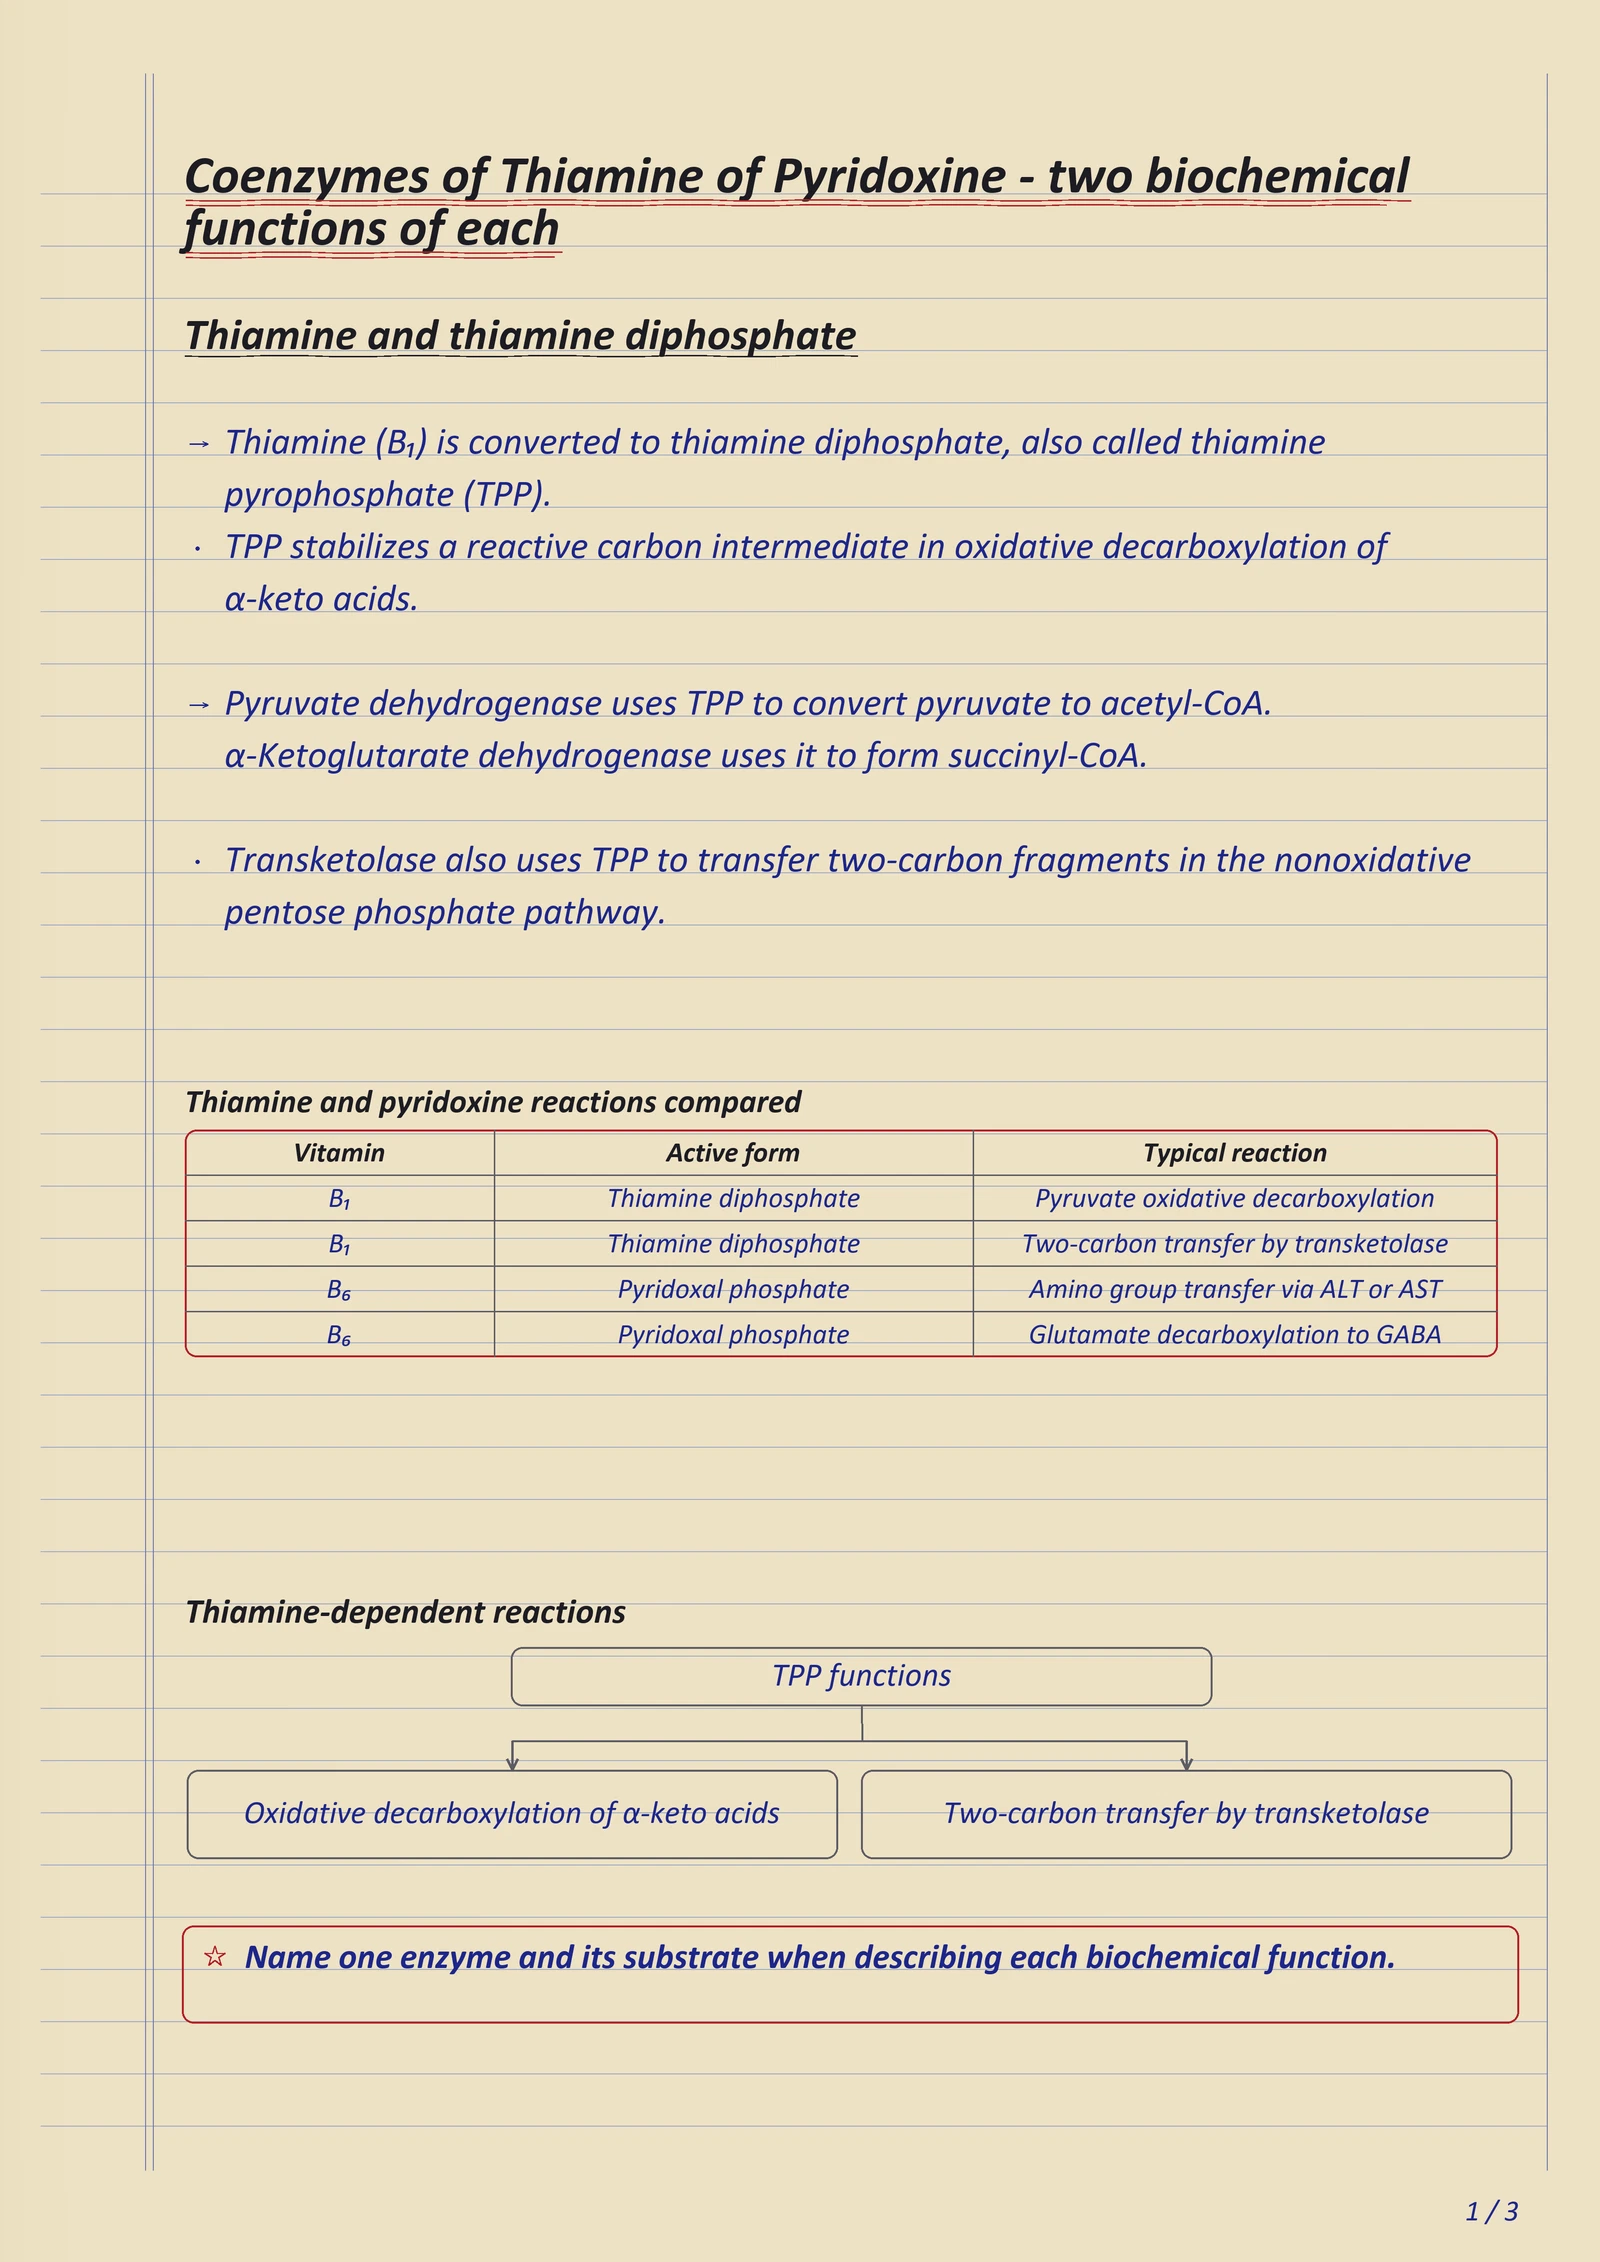 Coenzymes of Thiamine of Pyridoxine - two biochemical
functions of each
Thiamine and thiamine diphosphate
→ Thiamine (B₁) is converted to thiamine diphosphate, also called thiamine
pyrophosphate (TPP).
· TPP stabilizes a reactive carbon intermediate in oxidative decarboxylation of
α-keto acids.
→ Pyruvate dehydrogenase uses TPP to convert pyruvate to acetyl-CoA.
α-Ketoglutarate dehydrogenase uses it to form succinyl-CoA.
· Transketolase also uses TPP to transfer two-carbon fragments in the nonoxidative
pentose phosphate pathway.
Thiamine and pyridoxine reactions compared
Vitamin Active form Typical reaction
B₁ Thiamine diphosphate Pyruvate oxidative decarboxylation
B₁ Thiamine diphosphate Two-carbon transfer by transketolase
B₆ Pyridoxal phosphate Amino group transfer via ALT or AST
B₆ Pyridoxal phosphate Glutamate decarboxylation to GABA
Thiamine-dependent reactions
TPP functions
Oxidative decarboxylation of α-keto acids Two-carbon transfer by transketolase
☆ Name one enzyme and its substrate when describing each biochemical function.
1 / 3